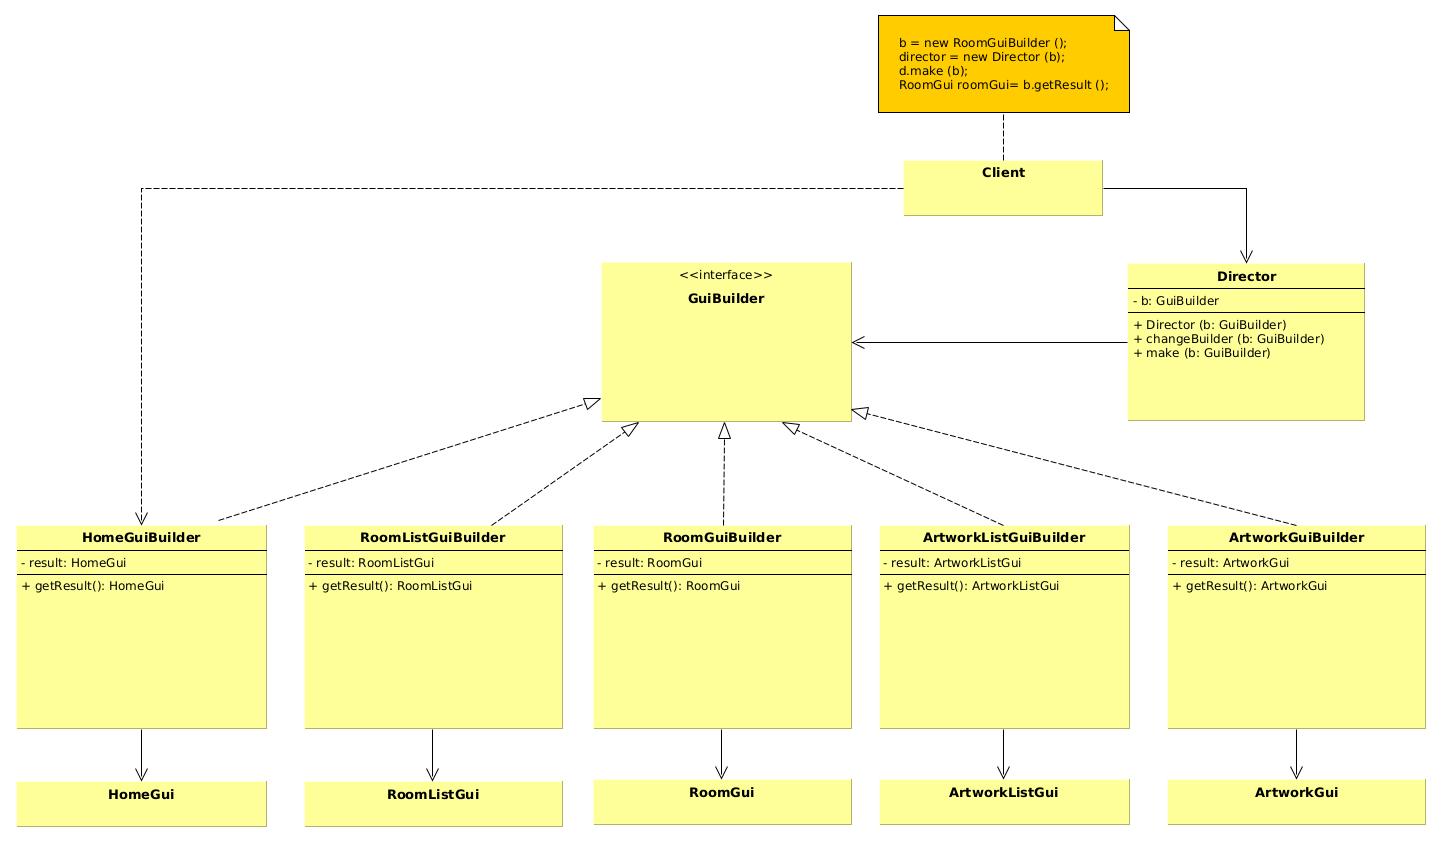 b = new RoomGuiBuilder ();
director = new Director (b);
d.make (b);
RoomGui roomGui= b.getResult ();
Client
<<interface>>
GuiBuilder
Director
- b: GuiBuilder
+ Director (b: GuiBuilder)
+ changeBuilder (b: GuiBuilder)
+ make (b: GuiBuilder)
HomeGuiBuilder
- result: HomeGui
+ getResult(): HomeGui
RoomListGuiBuilder
- result: RoomListGui
+ getResult(): RoomListGui
RoomGuiBuilder
- result: RoomGui
+ getResult(): RoomGui
ArtworkListGuiBuilder
- result: ArtworkListGui
+ getResult(): ArtworkListGui
ArtworkGuiBuilder
- result: ArtworkGui
+ getResult(): ArtworkGui
HomeGui
RoomListGui
RoomGui
ArtworkListGui
ArtworkGui